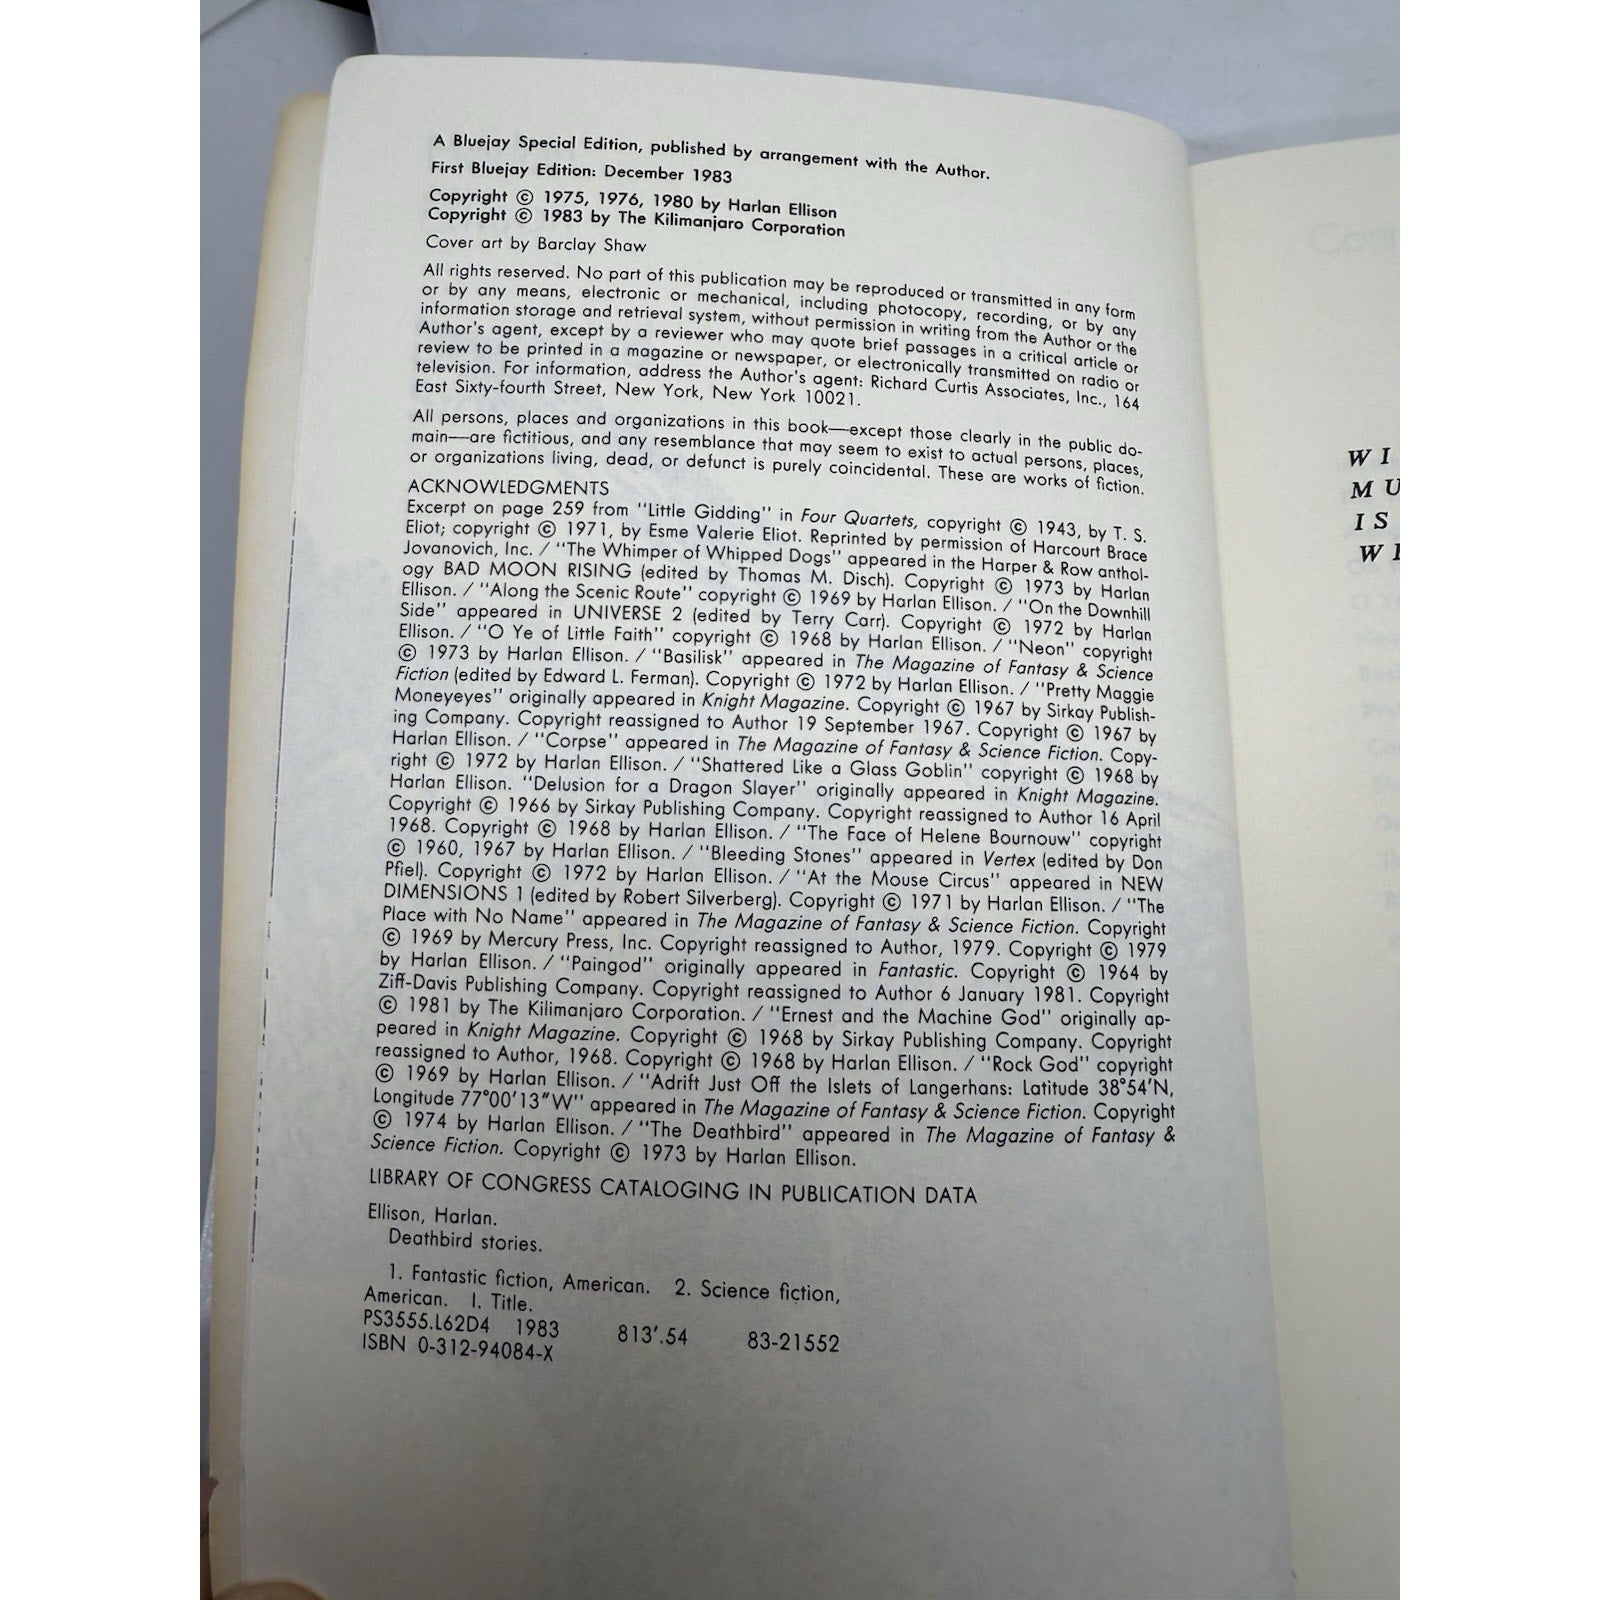 A Bluejay Special Edition, published by arrangement with the Author.
First Bluejay Edition: December 1983
Copyright © 1975, 1976, 1980 by Harlan Ellison
Copyright © 1983 by The Kilimanjaro Corporation
Cover art by Barclay Shaw
All rights reserved. No part of this publication may be reproduced or transmitted in any form
or by any means, electronic or mechanical, including photocopy, recording, or by any
information storage and retrieval system, without permission in writing from the Author or the
Author's agent, except by a reviewer who may quote brief passages in a critical article or
review to be printed in a magazine or newspaper, or electronically transmitted on radio or
television. For information, address the Author's agent: Richard Curtis Associates, Inc., 164
East Sixty-fourth Street, New York, New York 10021.
All persons, places and organizations in this book—except those clearly in the public do-
main—are fictitious, and any resemblance that may seem to exist to actual persons, places,
or organizations living, dead, or defunct is purely coincidental. These are works of fiction.
ACKNOWLEDGMENTS
Excerpt on page 259 from "Little Gidding" in Four Quartets, copyright © 1943, by T. S.
Eliot; copyright © 1971, by Esme Valerie Eliot. Reprinted by permission of Harcourt Brace
Jovanovich, Inc. / "The Whimper of Whipped Dogs" appeared in the Harper & Row anthol-
ogy BAD MOON RISING (edited by Thomas M. Disch). Copyright © 1973 by Harlan
Ellison. / "Along the Scenic Route" copyright © 1969 by Harlan Ellison. / "On the Downhill
Side" appeared in UNIVERSE 2 (edited by Terry Carr). Copyright © 1972 by Harlan
Ellison. / "O Ye of Little Faith" copyright © 1968 by Harlan Ellison. / "Neon" copyright
© 1973 by Harlan Ellison. / "Basilisk" appeared in The Magazine of Fantasy & Science
Fiction (edited by Edward L. Ferman). Copyright © 1972 by Harlan Ellison. / "Pretty Maggie
Moneyeyes" originally appeared in Knight Magazine. Copyright © 1967 by Sirkay Publish-
ing Company. Copyright reassigned to Author 19 September 1967. Copyright © 1967 by
Harlan Ellison. / "Corpse" appeared in The Magazine of Fantasy & Science Fiction. Copy-
right © 1972 by Harlan Ellison. / "Shattered Like a Glass Goblin" copyright © 1968 by
Harlan Ellison. "Delusion for a Dragon Slayer" originally appeared in Knight Magazine.
Copyright © 1966 by Sirkay Publishing Company. Copyright reassigned to Author 16 April
1968. Copyright © 1968 by Harlan Ellison. / "The Face of Helene Bournouw" copyright
© 1960, 1967 by Harlan Ellison. / "Bleeding Stones" appeared in Vertex (edited by Don
Pfiel). Copyright © 1972 by Harlan Ellison. / "At the Mouse Circus" appeared in NEW
DIMENSIONS 1 (edited by Robert Silverberg). Copyright © 1971 by Harlan Ellison. / "The
Place with No Name" appeared in The Magazine of Fantasy & Science Fiction. Copyright
© 1969 by Mercury Press, Inc. Copyright reassigned to Author, 1979. Copyright © 1979
by Harlan Ellison. / "Paingod" originally appeared in Fantastic. Copyright © 1964 by
Ziff-Davis Publishing Company. Copyright reassigned to Author 6 January 1981. Copyright
© 1981 by The Kilimanjaro Corporation. / "Ernest and the Machine God" originally ap-
peared in Knight Magazine. Copyright © 1968 by Sirkay Publishing Company. Copyright
reassigned to Author, 1968. Copyright © 1968 by Harlan Ellison. / "Rock God" copyright
© 1969 by Harlan Ellison. / "Adrift Just Off the Islets of Langerhans: Latitude 38°54'N,
Longitude 77°00'13"W" appeared in The Magazine of Fantasy & Science Fiction. Copyright
© 1974 by Harlan Ellison. / "The Deathbird" appeared in The Magazine of Fantasy &
Science Fiction. Copyright © 1973 by Harlan Ellison.
LIBRARY OF CONGRESS CATALOGING IN PUBLICATION DATA
Ellison, Harlan.
Deathbird stories.
1. Fantastic fiction, American. 2. Science fiction,
American. I. Title.
PS3555.L62D4 1983 813'.54 83-21552
ISBN 0-312-94084-X
WI
MU
IS